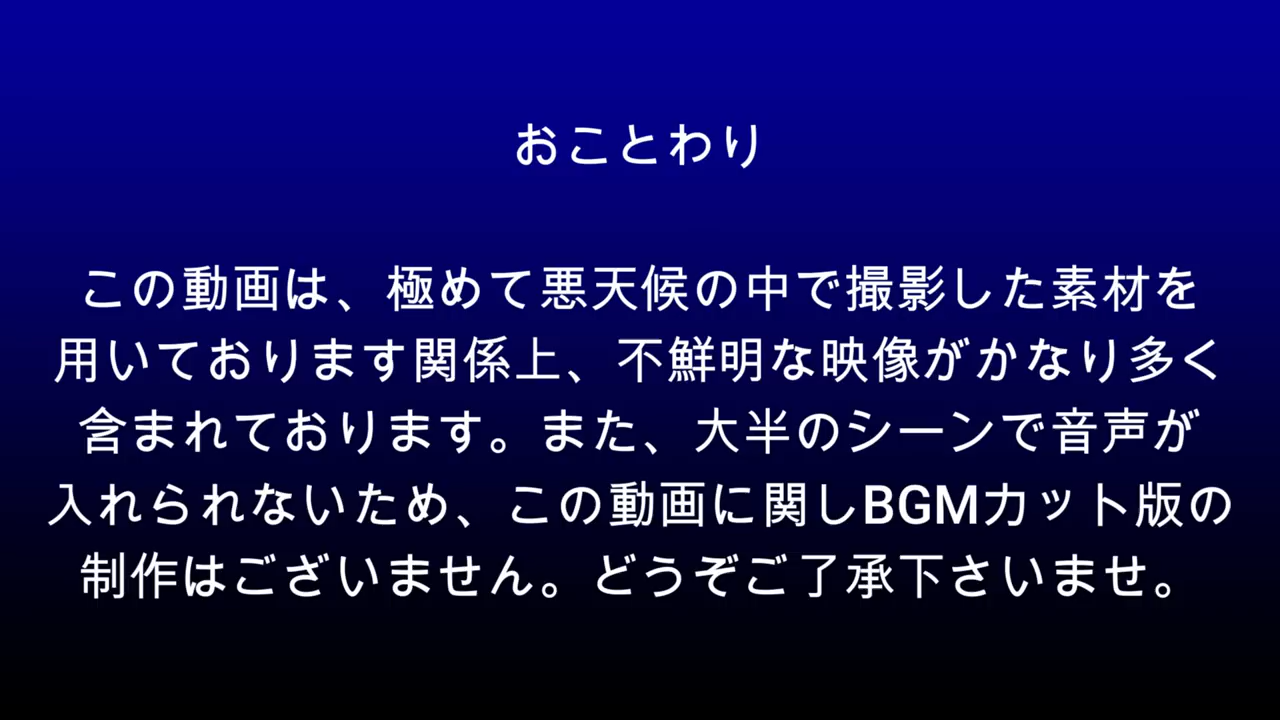 おことわり
この動画は、極めて悪天候の中で撮影した素材を
用いております関係上、不鮮明な映像がかなり多く
含まれております。また、大半のシーンで音声が
入れられないため、この動画に関しBGMカット版の
制作はございません。どうぞご了承下さいませ。